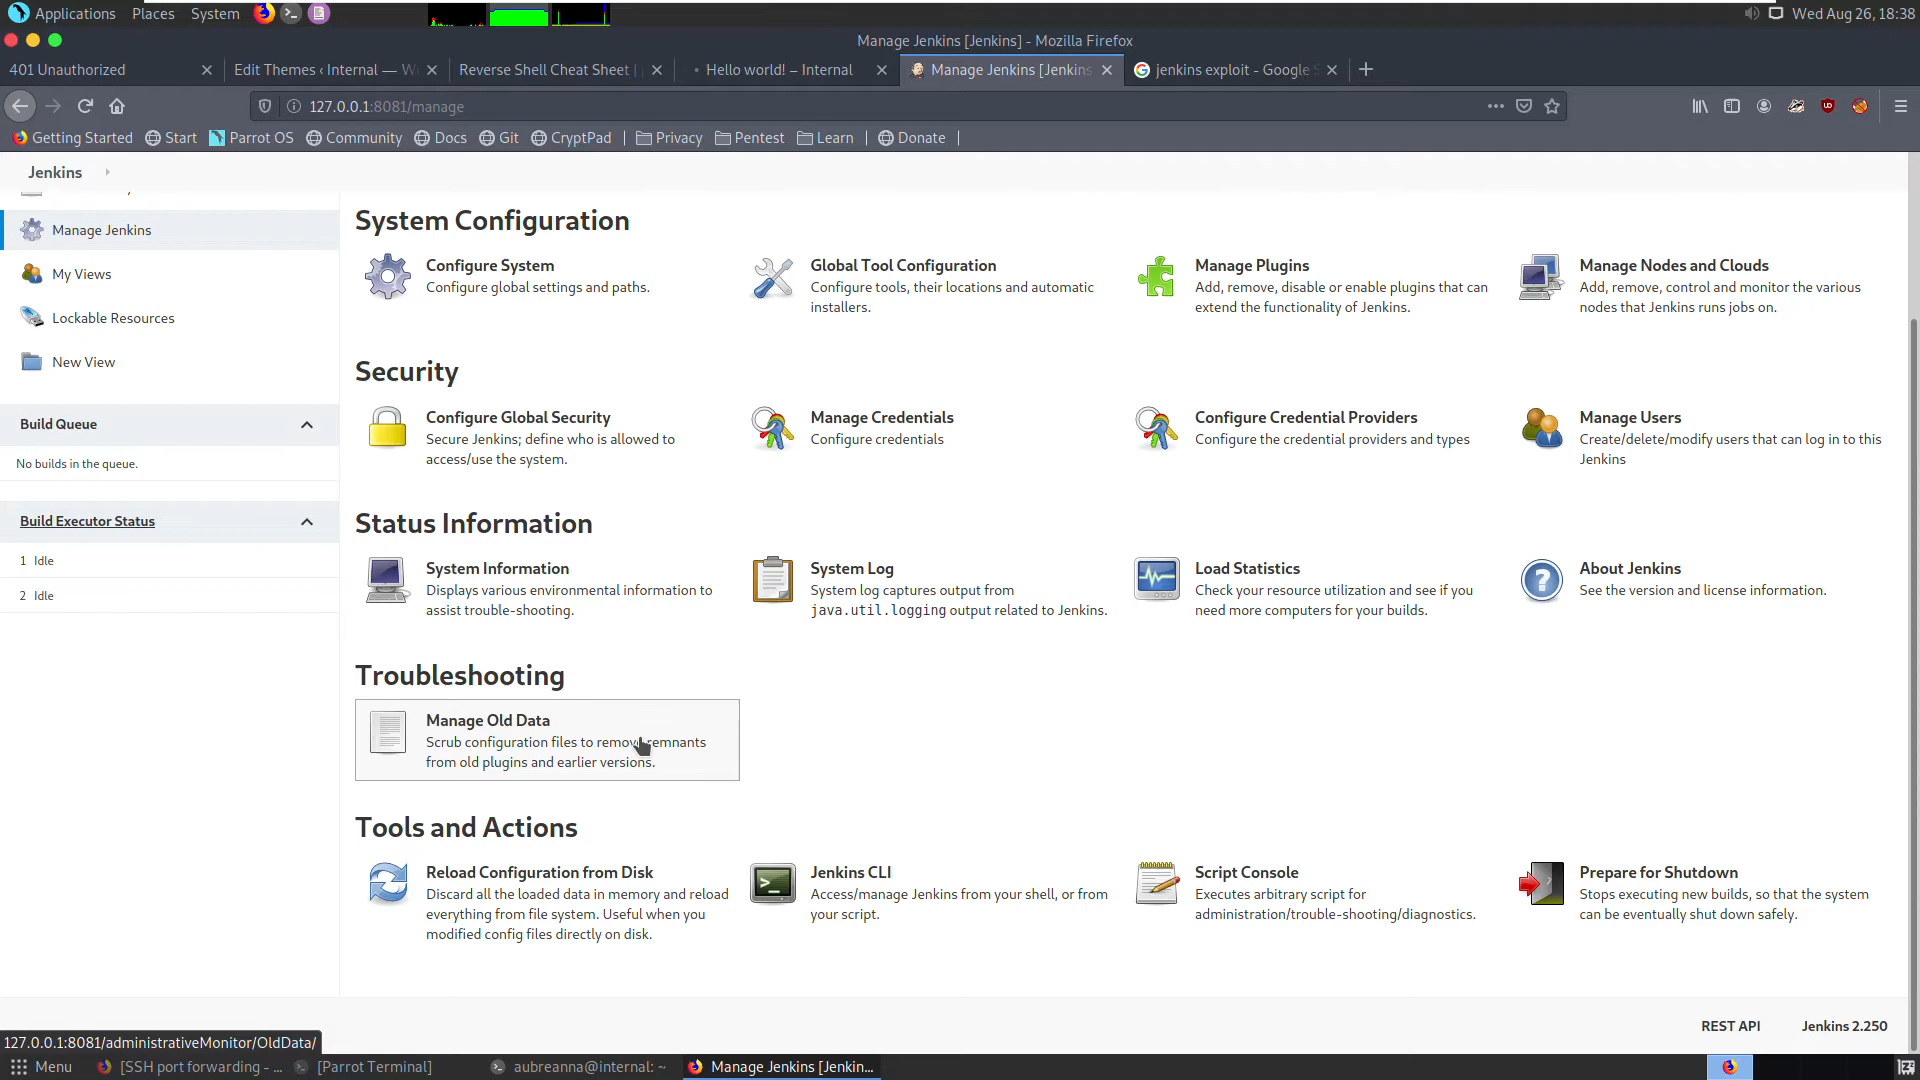 Applications Places System
Wed Aug 26, 18:38
Manage Jenkins [Jenkins] - Mozilla Firefox
401 Unauthorized
Edit Themes ‹ Internal — W
Reverse Shell Cheat Sheet |
Hello world! – Internal
Manage Jenkins [Jenkins
jenkins exploit - Google S
127.0.0.1:8081/manage
Getting Started Start Parrot OS Community Docs Git CryptPad Privacy Pentest Learn Donate
Jenkins
Manage Jenkins
My Views
Lockable Resources
New View
Build Queue
No builds in the queue.
Build Executor Status
1 Idle
2 Idle
System Configuration
Configure System
Configure global settings and paths.
Global Tool Configuration
Configure tools, their locations and automatic
installers.
Manage Plugins
Add, remove, disable or enable plugins that can
extend the functionality of Jenkins.
Manage Nodes and Clouds
Add, remove, control and monitor the various
nodes that Jenkins runs jobs on.
Security
Configure Global Security
Secure Jenkins; define who is allowed to
access/use the system.
Manage Credentials
Configure credentials
Configure Credential Providers
Configure the credential providers and types
Manage Users
Create/delete/modify users that can log in to this
Jenkins
Status Information
System Information
Displays various environmental information to
assist trouble-shooting.
System Log
System log captures output from
java.util.logging output related to Jenkins.
Load Statistics
Check your resource utilization and see if you
need more computers for your builds.
About Jenkins
See the version and license information.
Troubleshooting
Manage Old Data
Scrub configuration files to remove remnants
from old plugins and earlier versions.
Tools and Actions
Reload Configuration from Disk
Discard all the loaded data in memory and reload
everything from file system. Useful when you
modified config files directly on disk.
Jenkins CLI
Access/manage Jenkins from your shell, or from
your script.
Script Console
Executes arbitrary script for
administration/trouble-shooting/diagnostics.
Prepare for Shutdown
Stops executing new builds, so that the system
can be eventually shut down safely.
REST API
Jenkins 2.250
127.0.0.1:8081/administrativeMonitor/OldData/
Menu
[SSH port forwarding - ...
[Parrot Terminal]
aubreanna@internal: ~
Manage Jenkins [Jenkin...